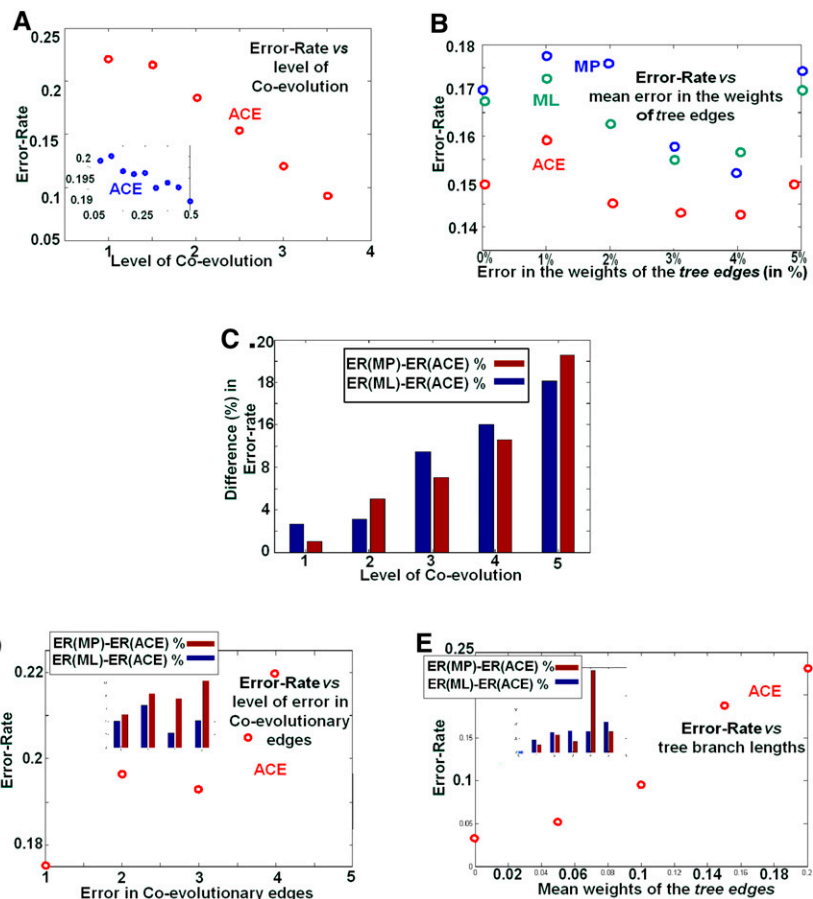 A
0.25
0.2
0.15
0.1
0.05
Error-Rate
Error-Rate vs
level of
Co-evolution
ACE
0.2
0.195
0.19
ACE
0.05 0.25 0.5
1 2 3 4
Level of Co-evolution
B
0.18
0.17
0.16
0.15
0.14
Error-Rate
MP
ML
ACE
Error-Rate vs
mean error in the weights
of tree edges
0% 1% 2% 3% 4% 5%
Error in the weights of the tree edges (in %)
C
.20
18
16
8
4
0
Difference (%) in
Error-rate
ER(MP)-ER(ACE) %
ER(ML)-ER(ACE) %
1 2 3 4 5
Level of Co-evolution
ER(MP)-ER(ACE) %
ER(ML)-ER(ACE) %
0.22
0.2
0.18
Error-Rate
Error-Rate vs
level of error in
Co-evolutionary
edges
ACE
1 2 3 4 5
Error in Co-evolutionary edges
E
0.25
ER(MP)-ER(ACE) %
ER(ML)-ER(ACE) %
0.1
0.05
0
Error-Rate
ACE
Error-Rate vs
tree branch lengths
0 0.02 0.04 0.06 0.08 0.1 0.12 0.14 0.16 0.18 0.2
Mean weights of the tree edges